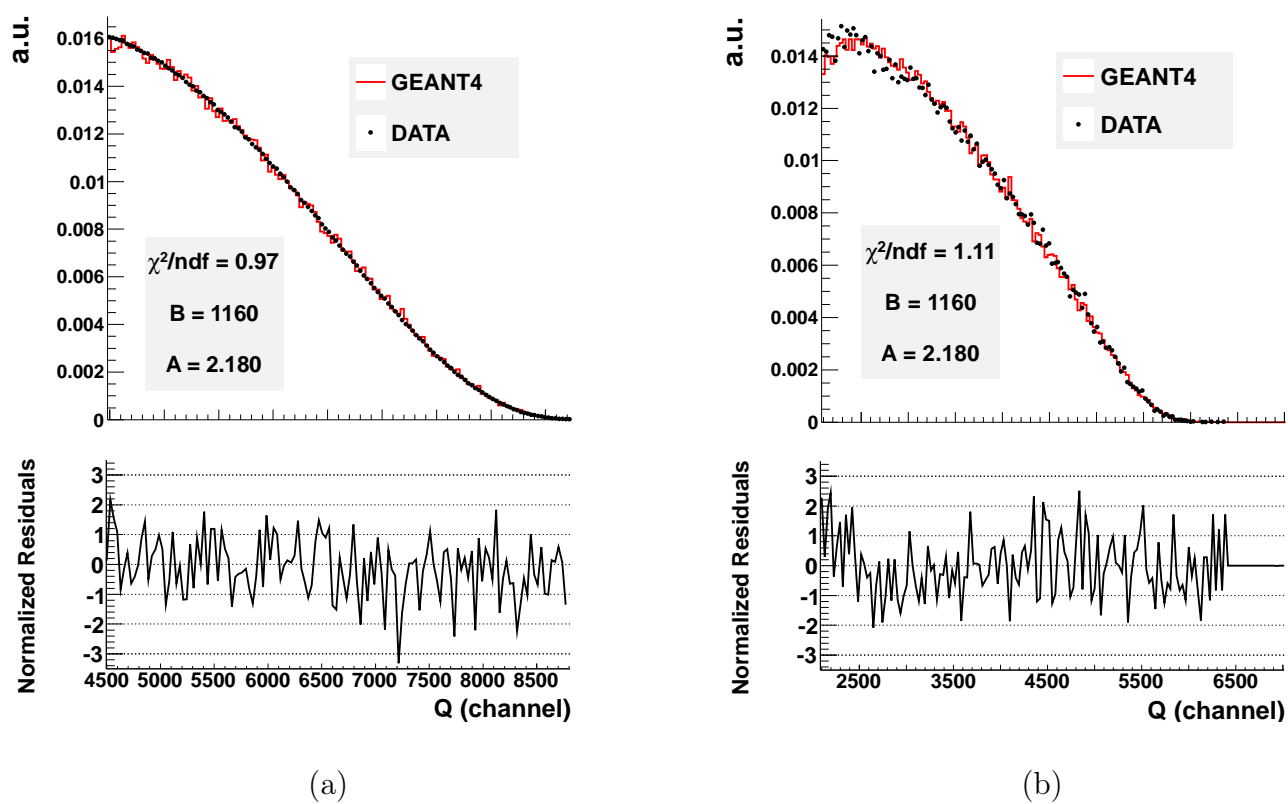 a.u.
0.016
0.014
0.012
0.01
0.008
0.006
0.004
0.002
0
GEANT4
DATA
χ²/ndf = 0.97
B = 1160
A = 2.180
Normalized Residuals
3
2
1
0
-1
-2
-3
4500 5000 5500 6000 6500 7000 7500 8000 8500
Q (channel)
(a)
a.u.
0.014
0.012
0.01
0.008
0.006
0.004
0.002
0
GEANT4
DATA
χ²/ndf = 1.11
B = 1160
A = 2.180
Normalized Residuals
3
2
1
0
-1
-2
-3
2500 3500 4500 5500 6500
Q (channel)
(b)